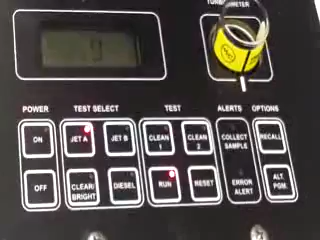 TURBIDIMETER
POWER TEST SELECT TEST ALERTS OPTIONS
ON JET A JET B CLEAN 1 CLEAN 2 COLLECT SAMPLE RECALL
OFF CLEAR/ BRIGHT DIESEL RUN RESET ERROR ALERT ALT. PGM.